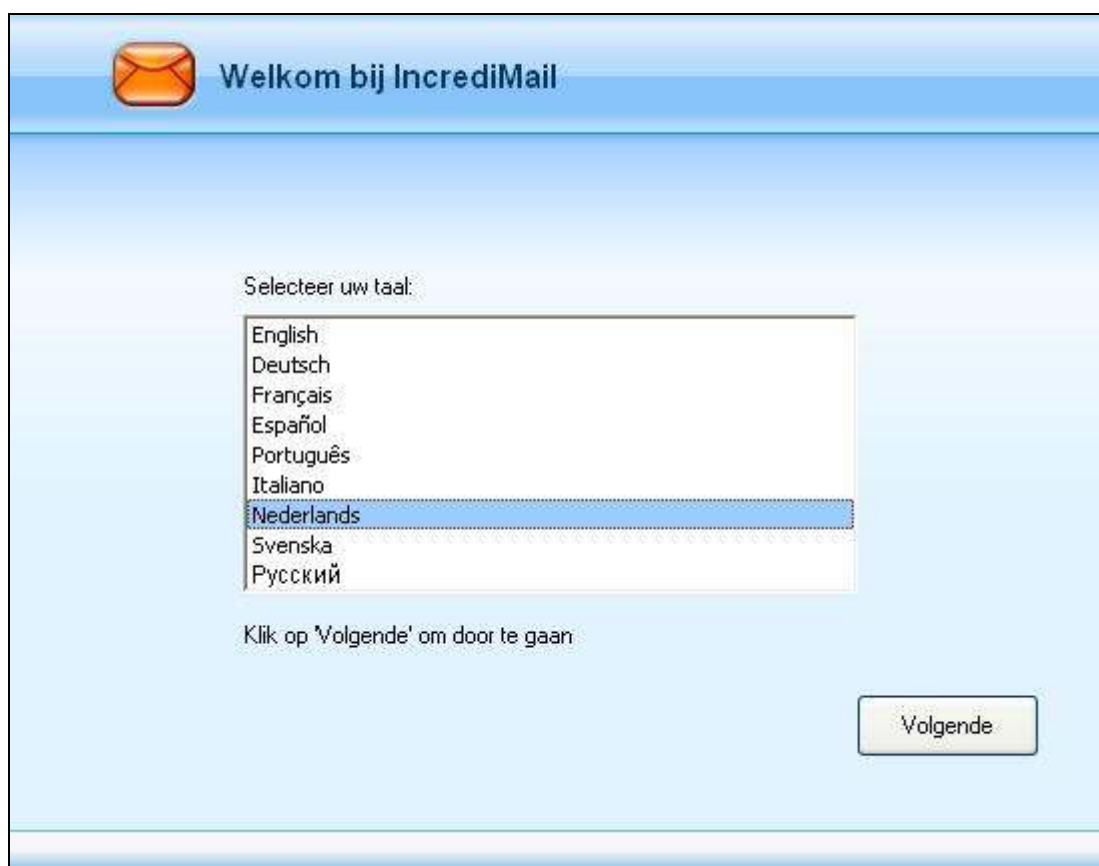 Welkom bij IncrediMail
Selecteer uw taal:
English
Deutsch
Français
Español
Português
Italiano
Nederlands
Svenska
Русский
Klik op 'Volgende' om door te gaan
Volgende